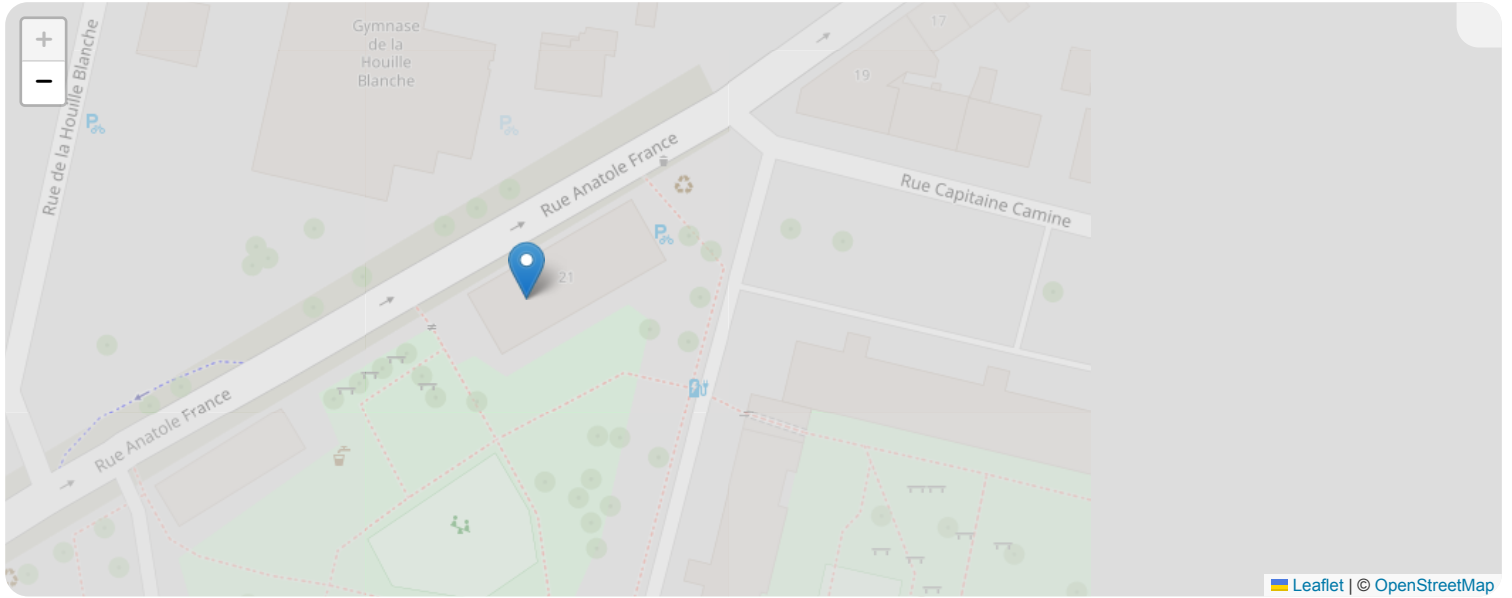 +
−
Gymnase
de la
Houille
Blanche
17
19
Rue de la Houille Blanche
P
P
Rue Anatole France
Rue Capitaine Camine
P
21
Rue Anatole France
Leaflet | © OpenStreetMap